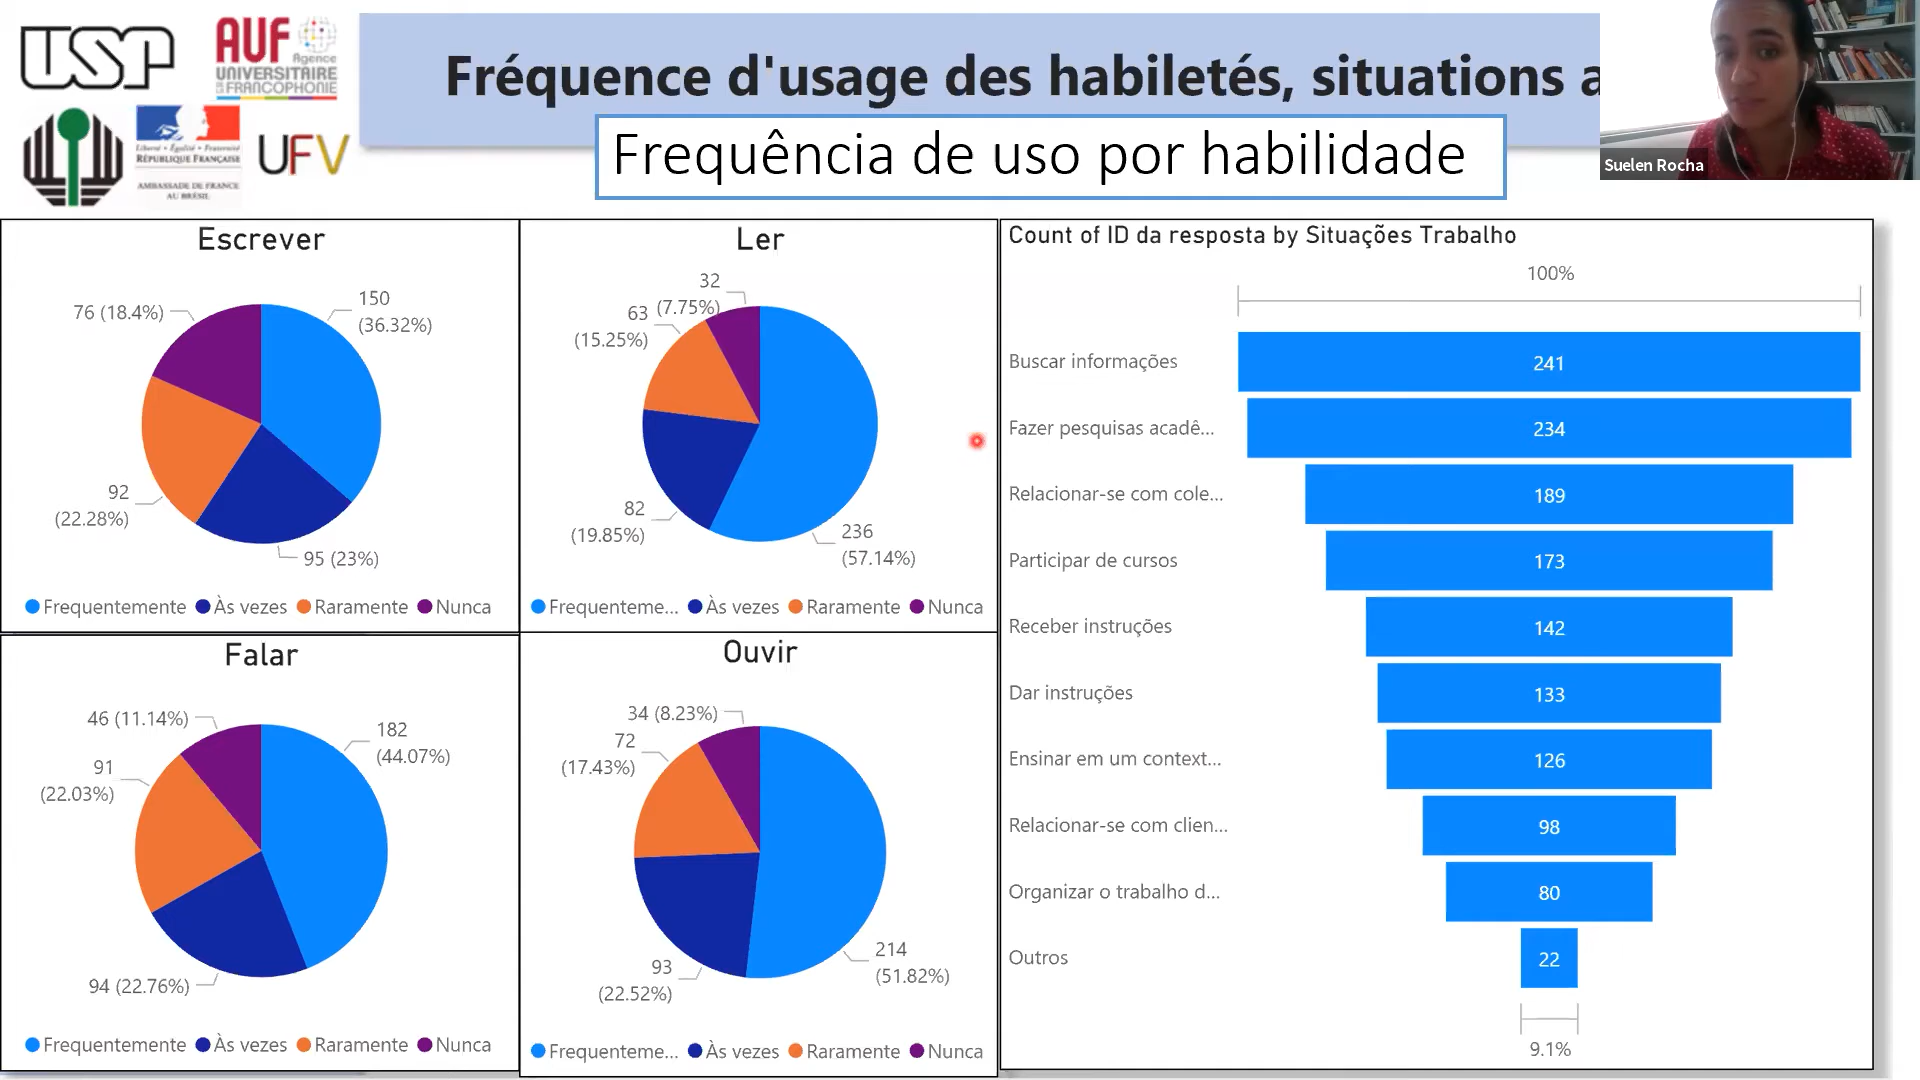 USP
AUF
Agence
UNIVERSITAIRE
DE LA FRANCOPHONIE
Liberté • Égalité • Fraternité
RÉPUBLIQUE FRANÇAISE
AMBASSADE DE FRANCE
AU BRÉSIL
UFV
Fréquence d'usage des habiletés, situations a
Frequência de uso por habilidade
Suelen Rocha
Escrever
76 (18.4%)
150
(36.32%)
92
(22.28%)
95 (23%)
Frequentemente Às vezes Raramente Nunca
Ler
32
(7.75%)
63
(15.25%)
82
(19.85%)
236
(57.14%)
Frequenteme... Às vezes Raramente Nunca
Falar
46 (11.14%)
182
(44.07%)
91
(22.03%)
94 (22.76%)
Frequentemente Às vezes Raramente Nunca
Ouvir
34 (8.23%)
72
(17.43%)
93
(22.52%)
214
(51.82%)
Frequenteme... Às vezes Raramente Nunca
Count of ID da resposta by Situações Trabalho
100%
Buscar informações 241
Fazer pesquisas acadê... 234
Relacionar-se com cole... 189
Participar de cursos 173
Receber instruções 142
Dar instruções 133
Ensinar em um context... 126
Relacionar-se com clien... 98
Organizar o trabalho d... 80
Outros 22
9.1%